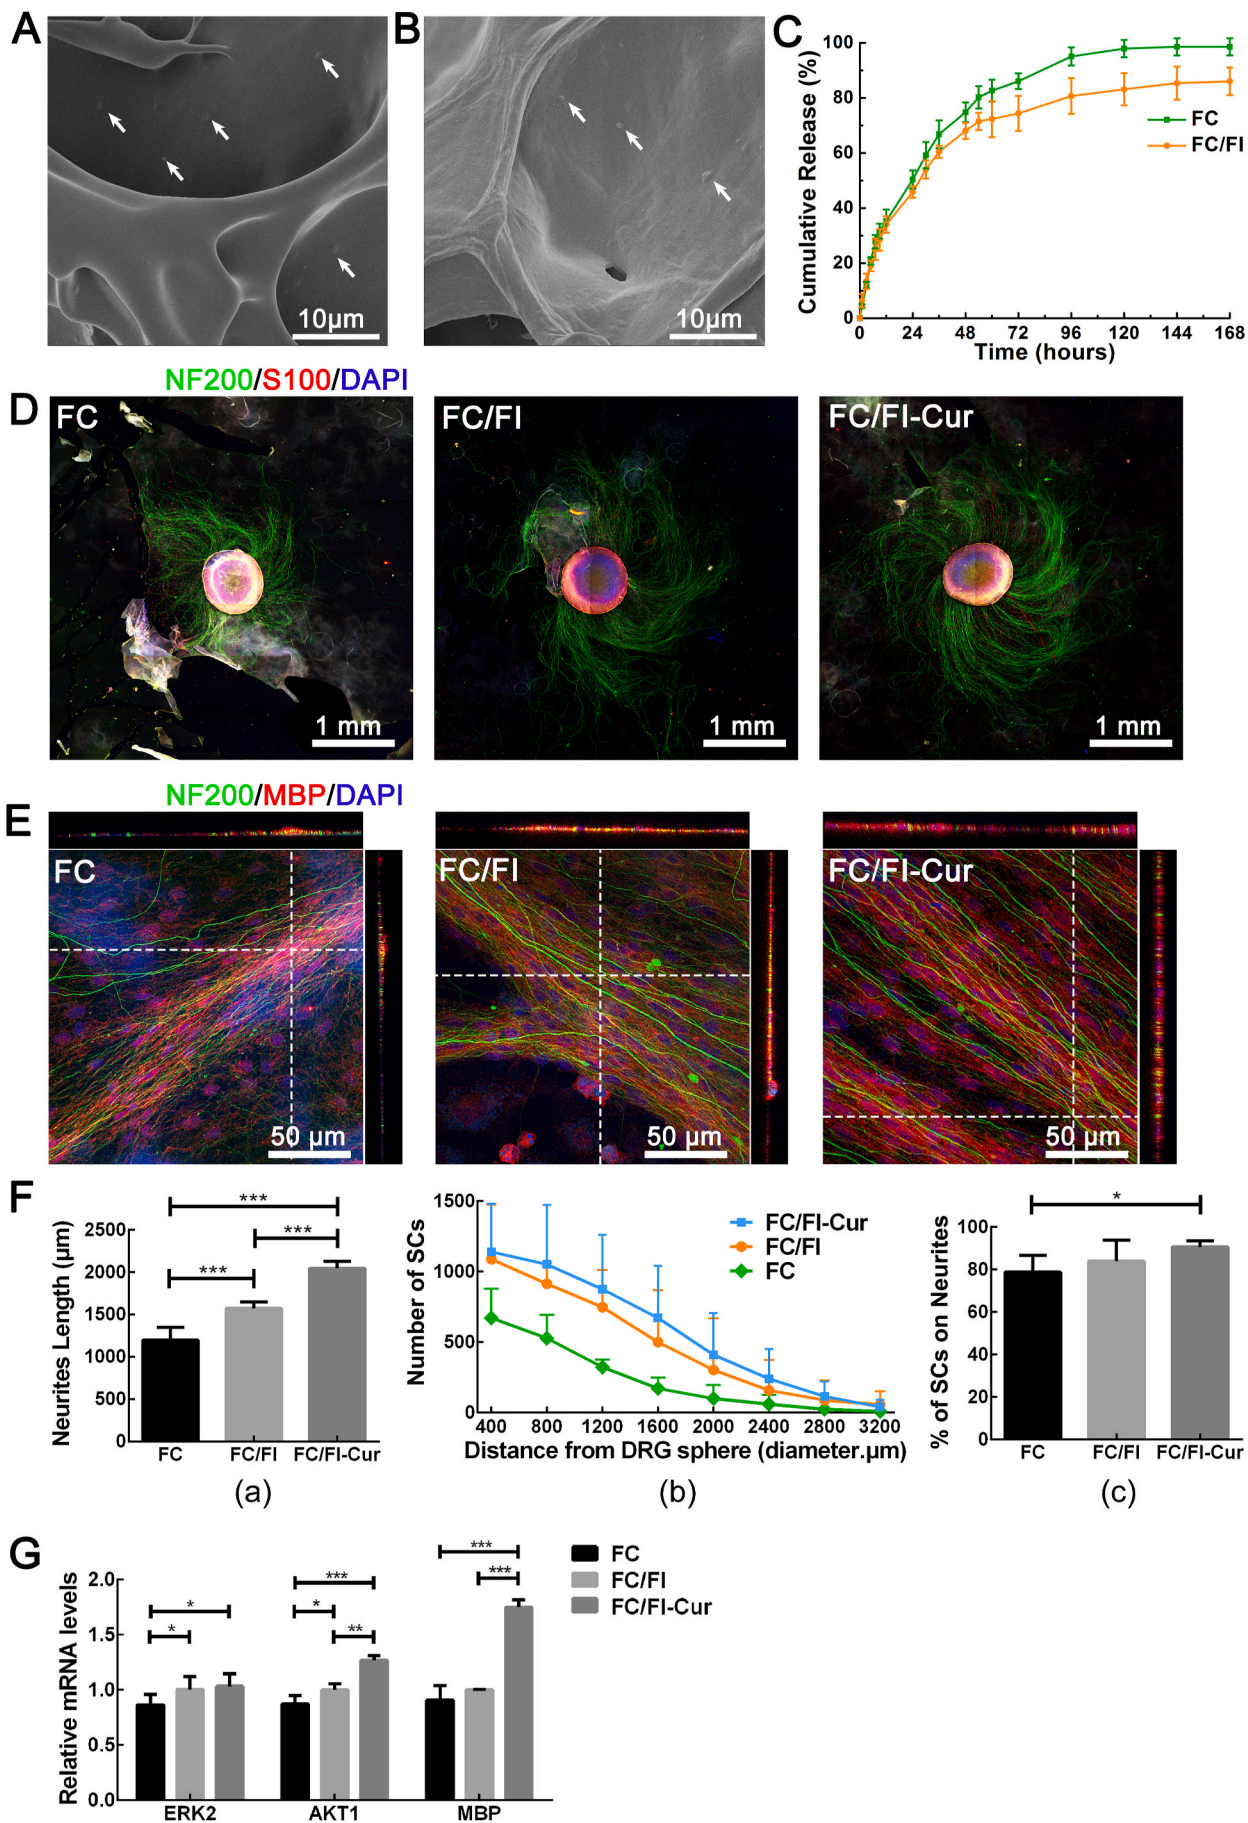 A
10μm
B
10μm
C
Cumulative Release (%)
100
80
60
40
20
0
FC
FC/FI
0 24 48 72 96 120 144 168
Time (hours)
NF200/S100/DAPI
D
FC
1 mm
FC/FI
1 mm
FC/FI-Cur
1 mm
NF200/MBP/DAPI
E
FC
50 μm
FC/FI
50 μm
FC/FI-Cur
50 μm
F
Neurites Length (μm)
2500
2000
1500
1000
500
0
***
***
***
FC FC/FI FC/FI-Cur
(a)
Number of SCs
1500
1000
500
0
FC/FI-Cur
FC/FI
FC
400 800 1200 1600 2000 2400 2800 3200
Distance from DRG sphere (diameter.μm)
(b)
% of SCs on Neurites
100
80
60
40
20
0
*
FC FC/FI FC/FI-Cur
(c)
G
Relative mRNA levels
2.0
1.5
1.0
0.5
0.0
*
*
***
*
**
***
***
FC
FC/FI
FC/FI-Cur
ERK2 AKT1 MBP